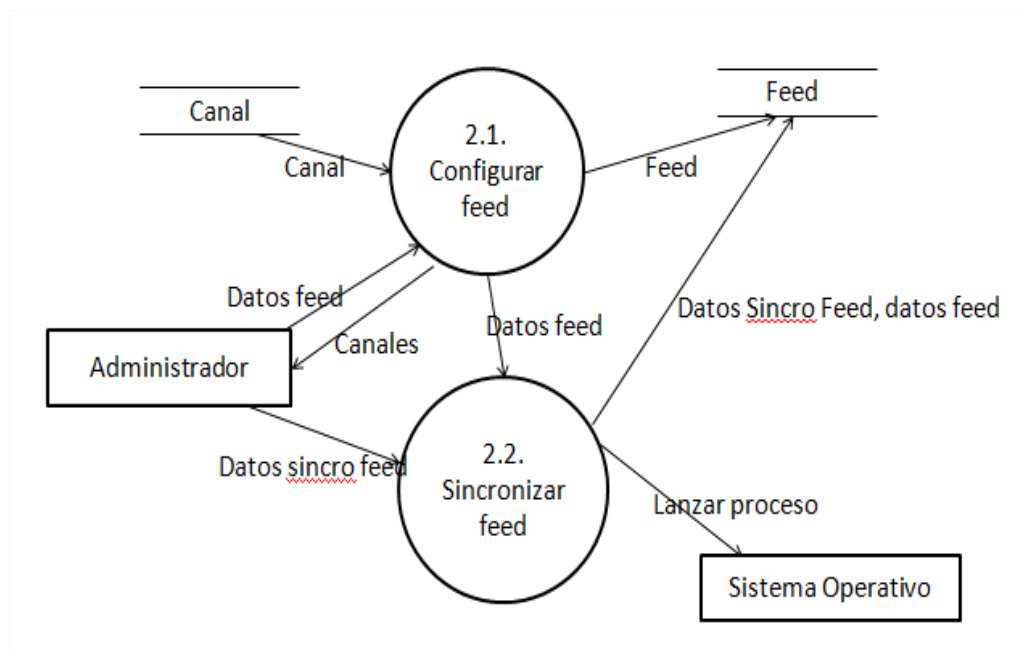 Canal
Feed
2.1.
Configurar
feed
Canal
Feed
Datos feed
Canales
Datos feed
Datos Sincro Feed, datos feed
Administrador
Datos sincro feed
2.2.
Sincronizar
feed
Lanzar proceso
Sistema Operativo